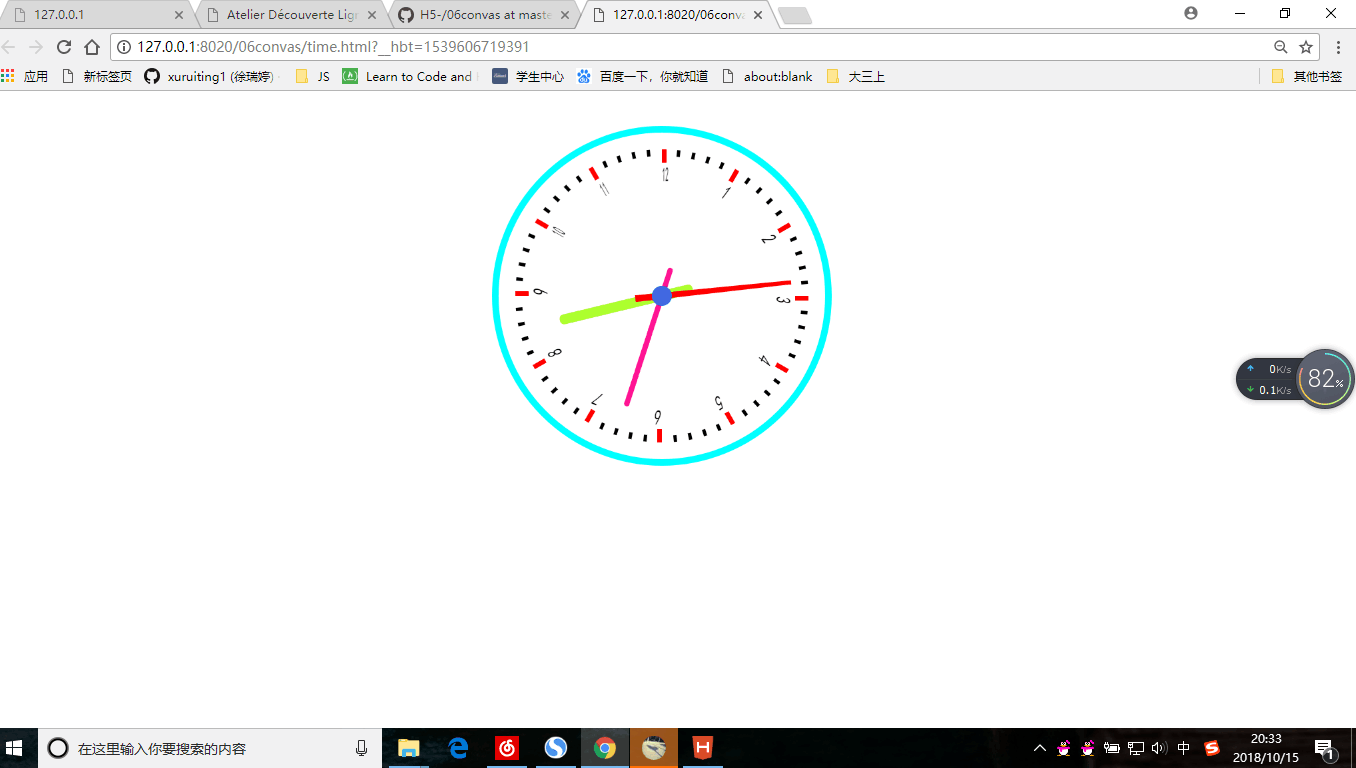 127.0.0.1
Atelier Découverte Lign
H5-/06convas at maste
127.0.0.1:8020/06conva
127.0.0.1:8020/06convas/time.html?__hbt=1539606719391
应用 新标签页 xuruiting1 (徐瑞婷) JS Learn to Code and 学生中心 百度一下，你就知道 about:blank 大三上 其他书签
12
1
2
3
4
5
6
7
8
9
10
11
0K/s
0.1K/s
82%
在这里输入你要搜索的内容
中
20:33
2018/10/15
1